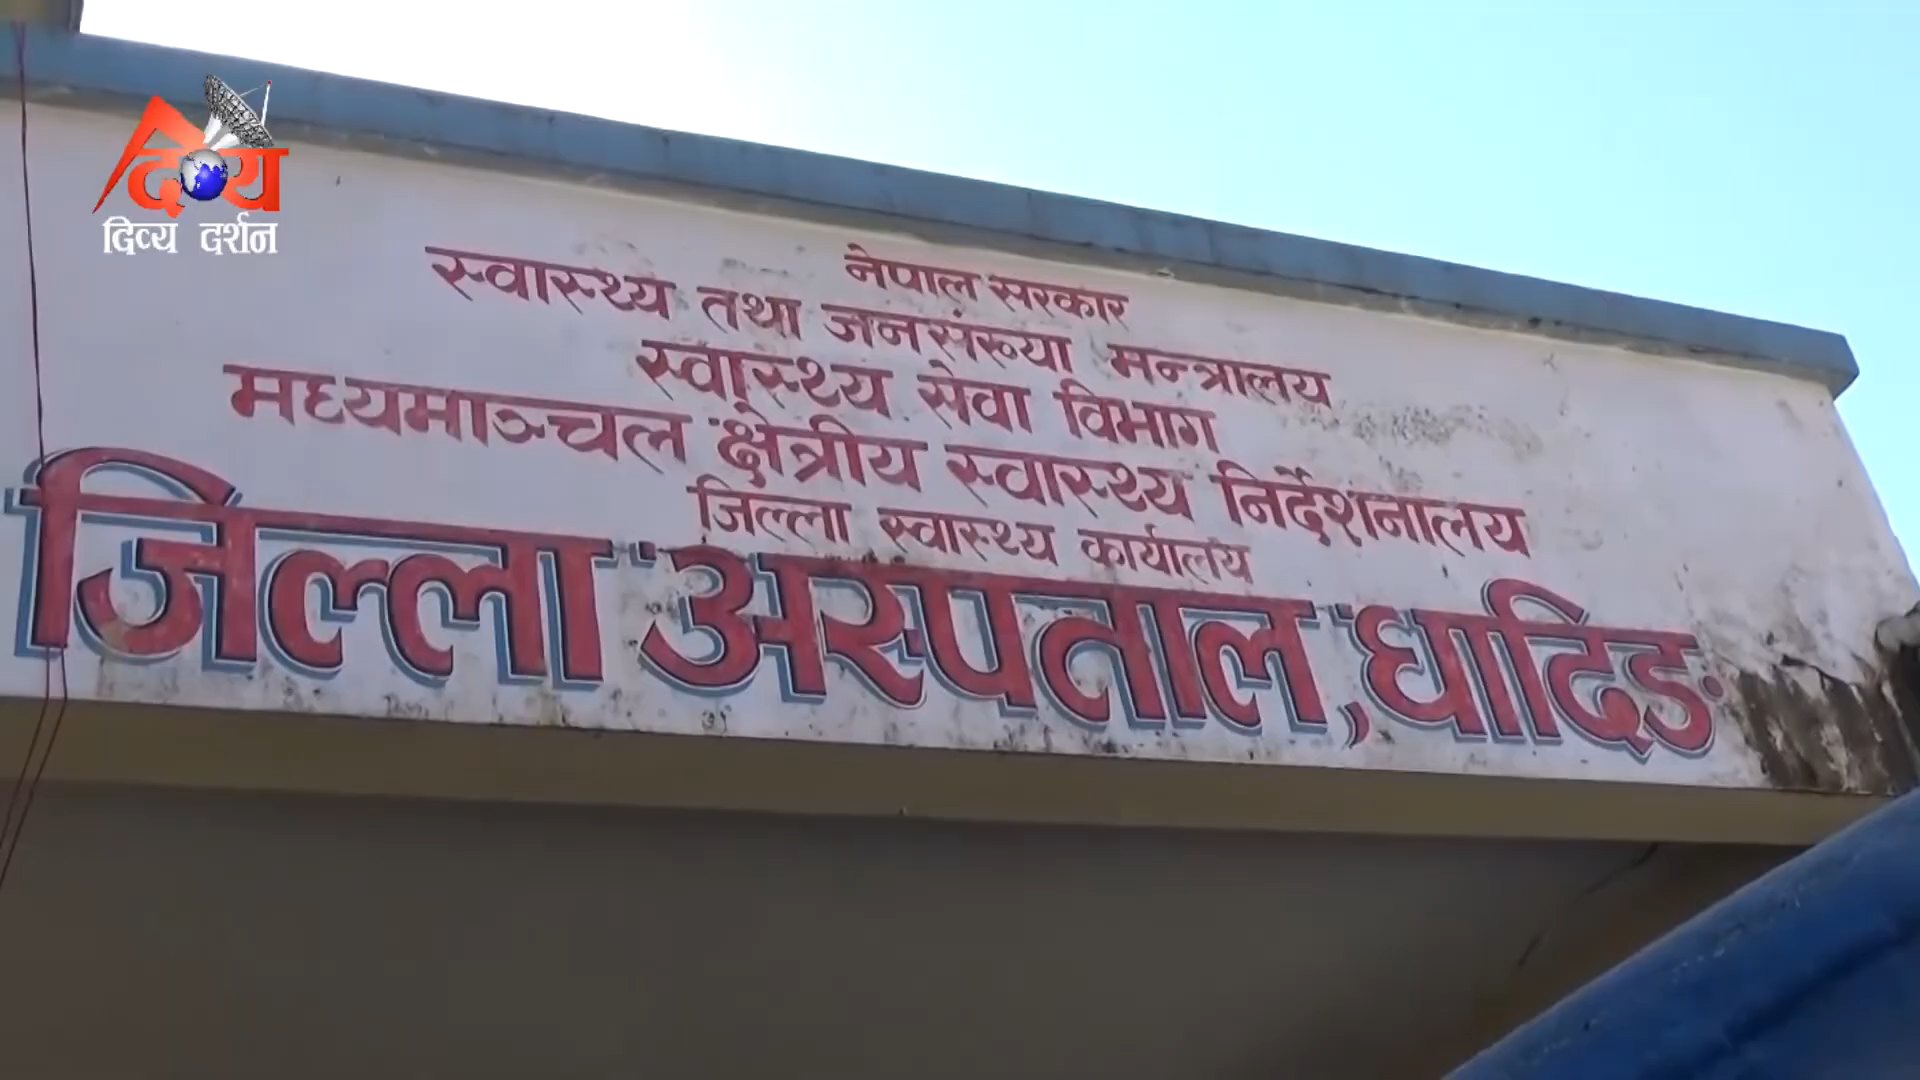 दिव्य
दिव्य दर्शन
नेपाल सरकार
स्वास्थ्य तथा जनसंख्या मन्त्रालय
स्वास्थ्य सेवा विभाग
मध्यमाञ्चल क्षेत्रीय स्वास्थ्य निर्देशनालय
जिल्ला स्वास्थ्य कार्यालय
जिल्ला अस्पताल, धादिङ